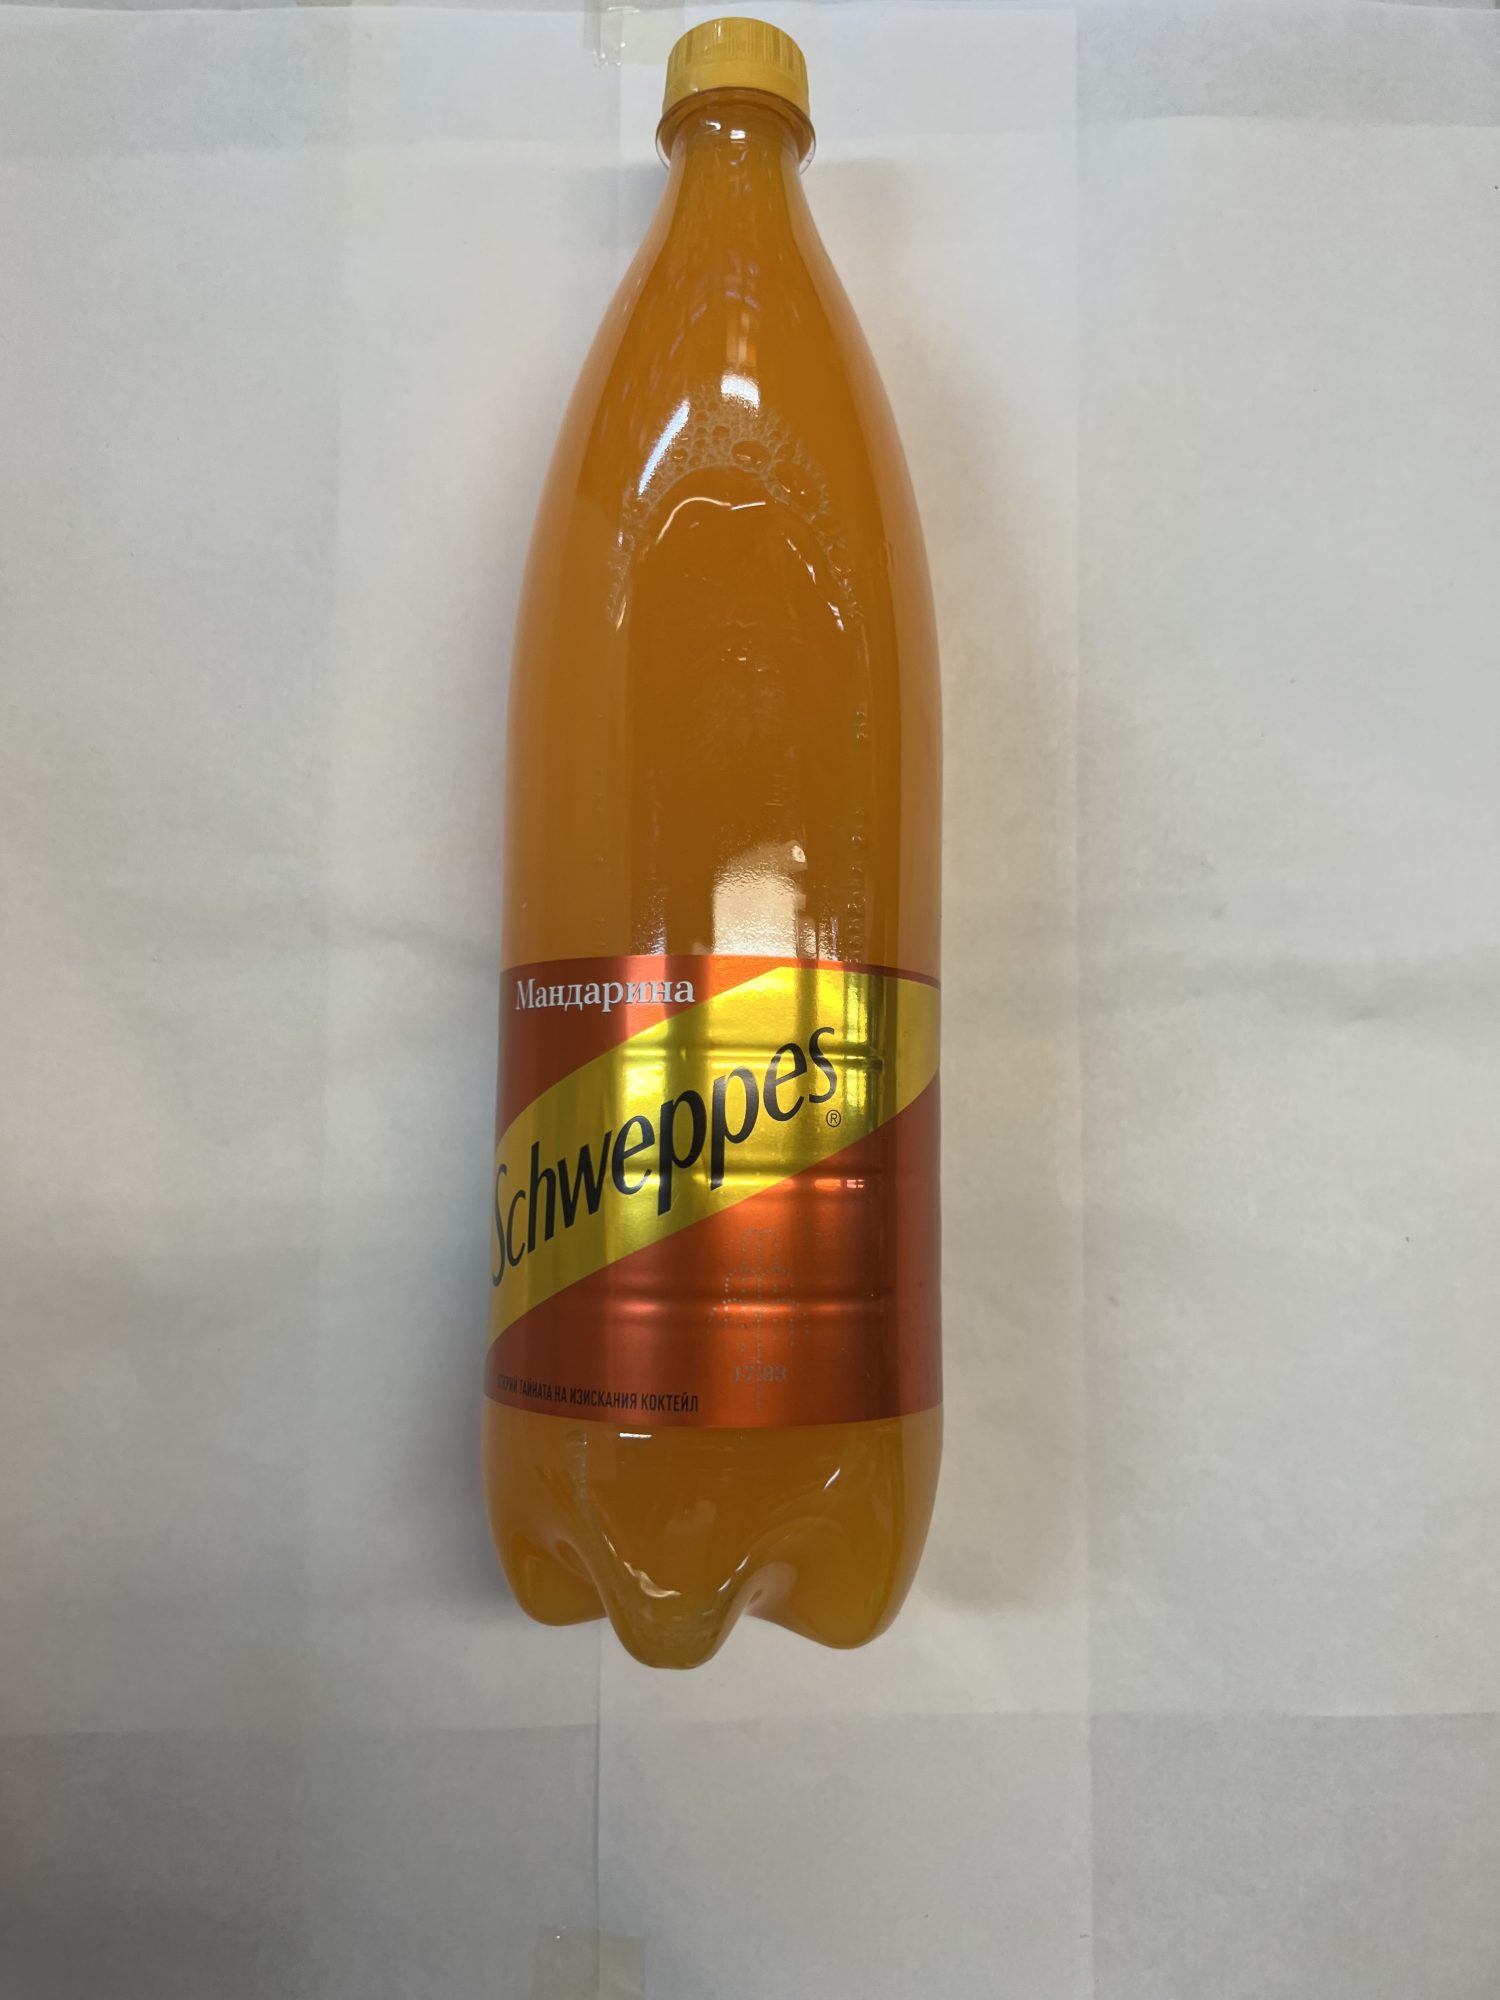 Мандарина
Schweppes
®
1783
ОТКРИЙ ТАЙНАТА НА ИЗИСКАНИЯ КОКТЕЙЛ